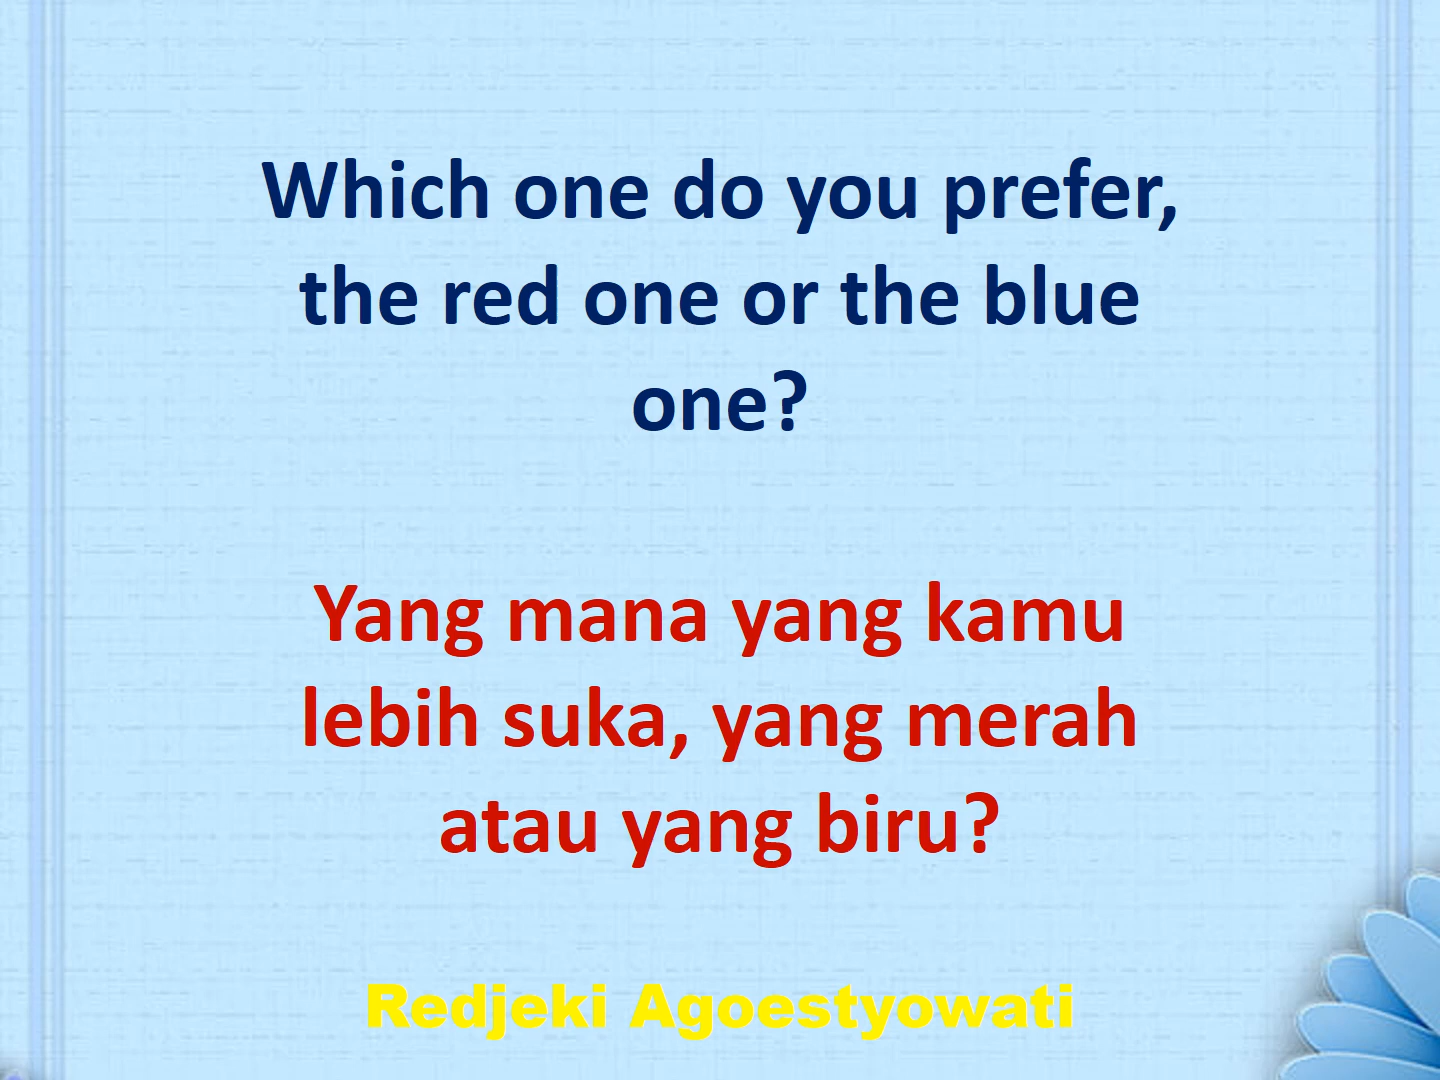 Which one do you prefer,
the red one or the blue
one?
Yang mana yang kamu
lebih suka, yang merah
atau yang biru?
Redjeki Agoestyowati